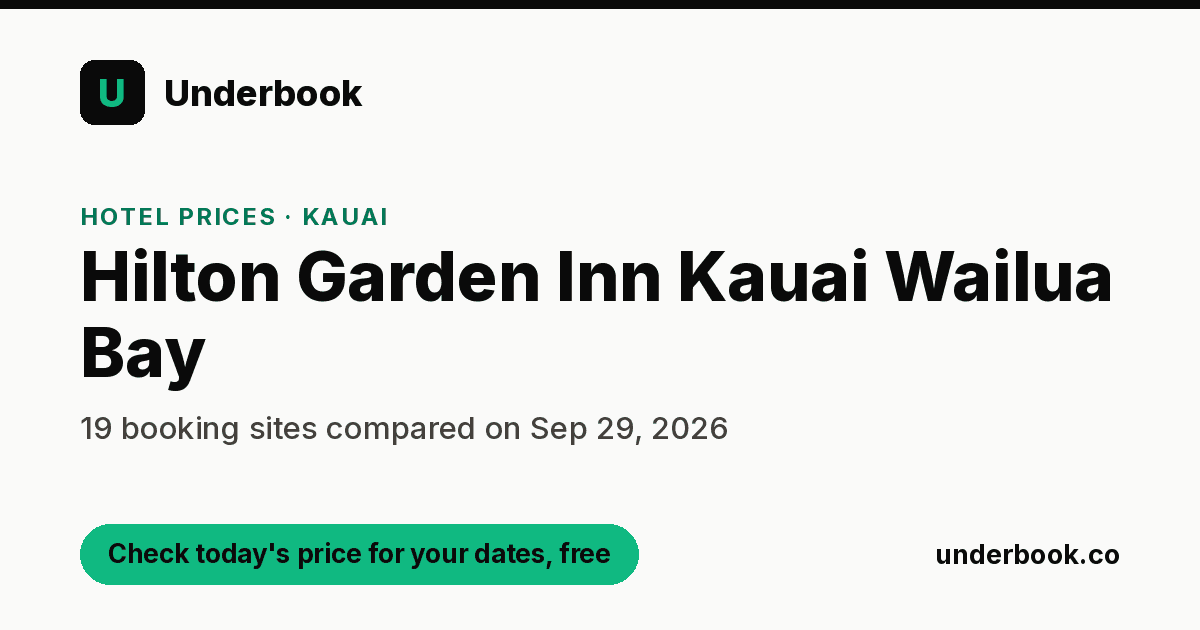 U
Underbook
HOTEL PRICES · KAUAI
Hilton Garden Inn Kauai Wailua
Bay
19 booking sites compared on Sep 29, 2026
Check today's price for your dates, free
underbook.co